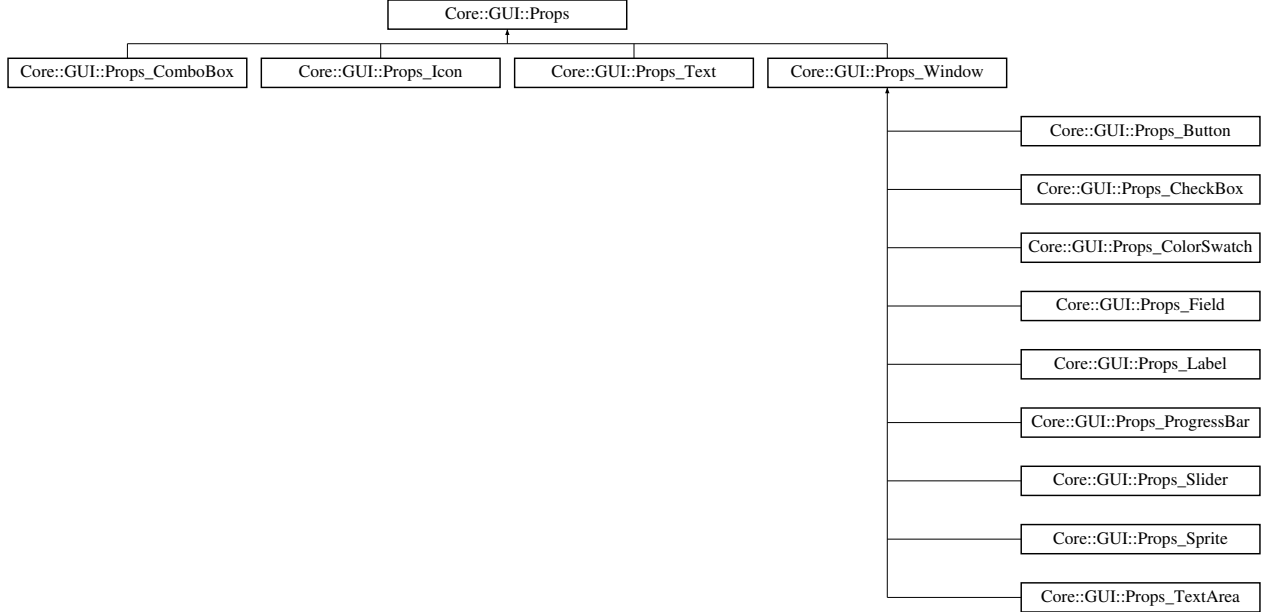 Core::GUI::Props
Core::GUI::Props_ComboBox
Core::GUI::Props_Icon
Core::GUI::Props_Text
Core::GUI::Props_Window
Core::GUI::Props_Button
Core::GUI::Props_CheckBox
Core::GUI::Props_ColorSwatch
Core::GUI::Props_Field
Core::GUI::Props_Label
Core::GUI::Props_ProgressBar
Core::GUI::Props_Slider
Core::GUI::Props_Sprite
Core::GUI::Props_TextArea